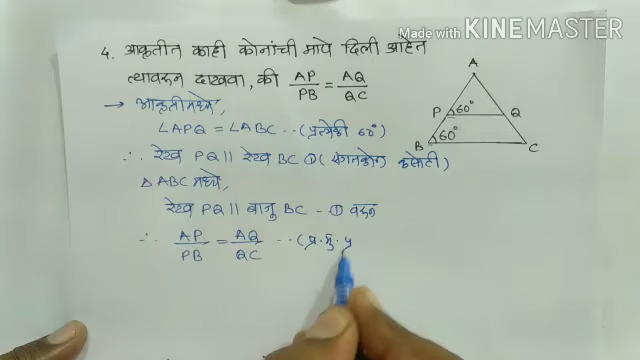 Made with KINEMASTER
4. आकृतीत काही कोनांची मापे दिली आहेत
त्यावरून दाखवा, की AP/PB = AQ/QC
→ आकृतीमध्ये,
∠APQ = ∠ABC ··(प्रत्येकी 60°)
∴ रेख PQ || रेख BC ① (संगतकोन कसोटी)
△ABC मध्ये,
रेख PQ || बाजू BC - ① वरून
∴ AP/PB = AQ/QC ··(प्र.मु.प्र
A
P 60° Q
B 60° C